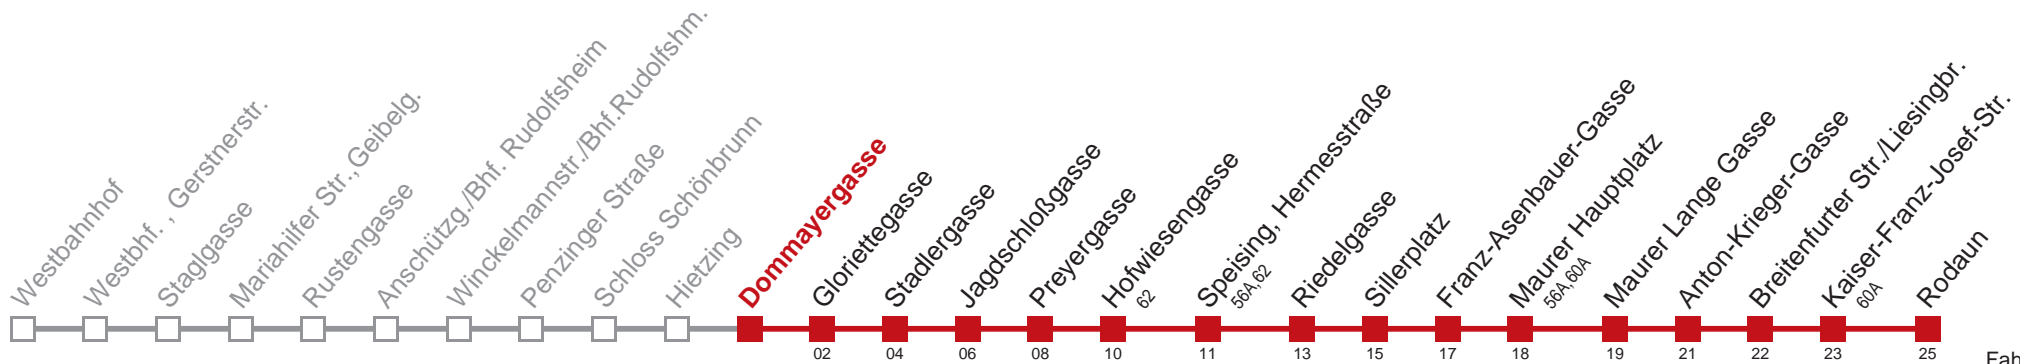 Westbahnhof
Westbhf. , Gerstnerstr.
Staglgasse
Mariahilfer Str.,Geibelg.
Rustengasse
Anschützg./Bhf. Rudolfsheim
Winckelmannstr./Bhf.Rudolfshm.
Penzinger Straße
Schloss Schönbrunn
Hietzing
Dommayergasse
Gloriettegasse
Stadlergasse
Jagdschloßgasse
Preyergasse
Hofwiesengasse
62
Speising, Hermesstraße
56A,62
Riedelgasse
Sillerplatz
Franz-Asenbauer-Gasse
Maurer Hauptplatz
56A,60A
Maurer Lange Gasse
Anton-Krieger-Gasse
Breitenfurter Str./Liesingbr.
Kaiser-Franz-Josef-Str.
60A
Rodaun
02 04 06 08 10 11 13 15 17 18 19 21 22 23 25
Fah